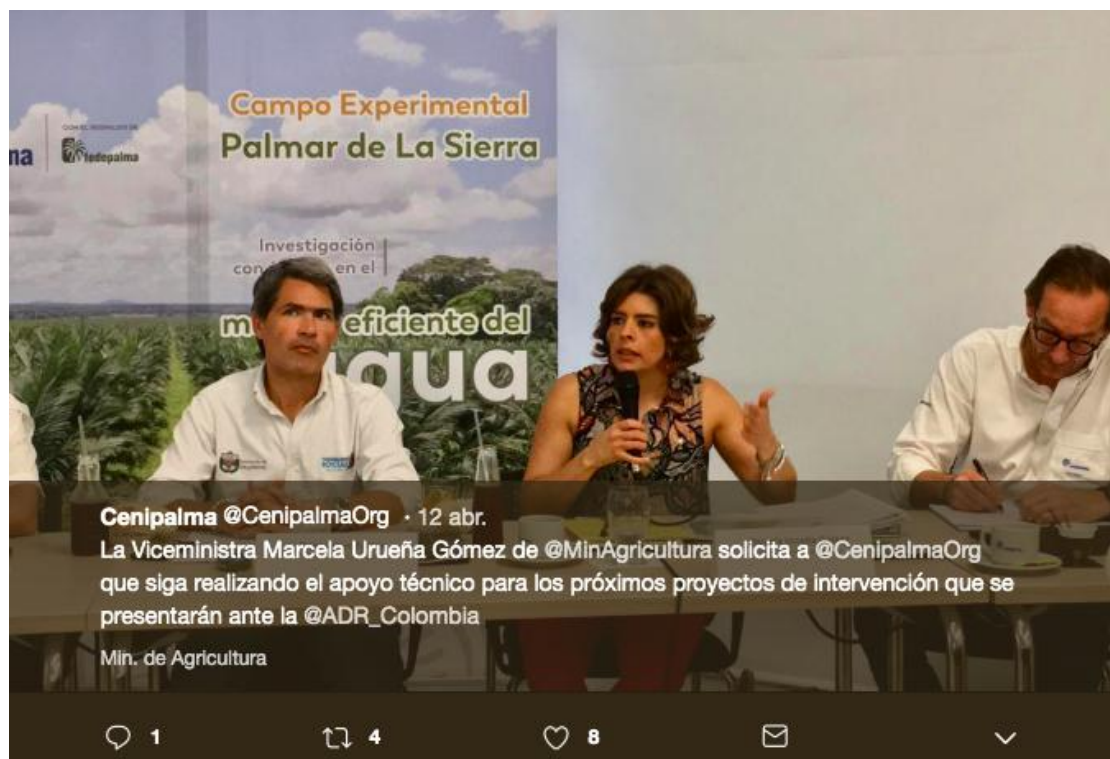 Campo Experimental
Palmar de La Sierra
fedepalma
Investigación
en el
eficiente del
Cenipalma @CenipalmaOrg · 12 abr.
La Viceministra Marcela Urueña Gómez de @MinAgricultura solicita a @CenipalmaOrg
que siga realizando el apoyo técnico para los próximos proyectos de intervención que se
presentarán ante la @ADR_Colombia
Min. de Agricultura
1 4 8